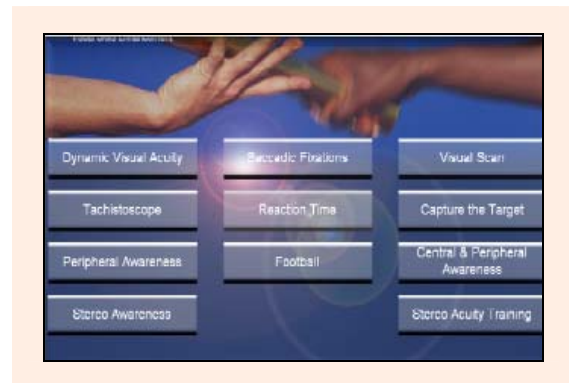 Dynamic Visual Acuity
Saccadic Fixations
Visual Scan
Tachistoscope
Reaction Time
Capture the Target
Peripheral Awareness
Football
Central & Peripheral
Awareness
Stereo Awareness
Stereo Acuity Training